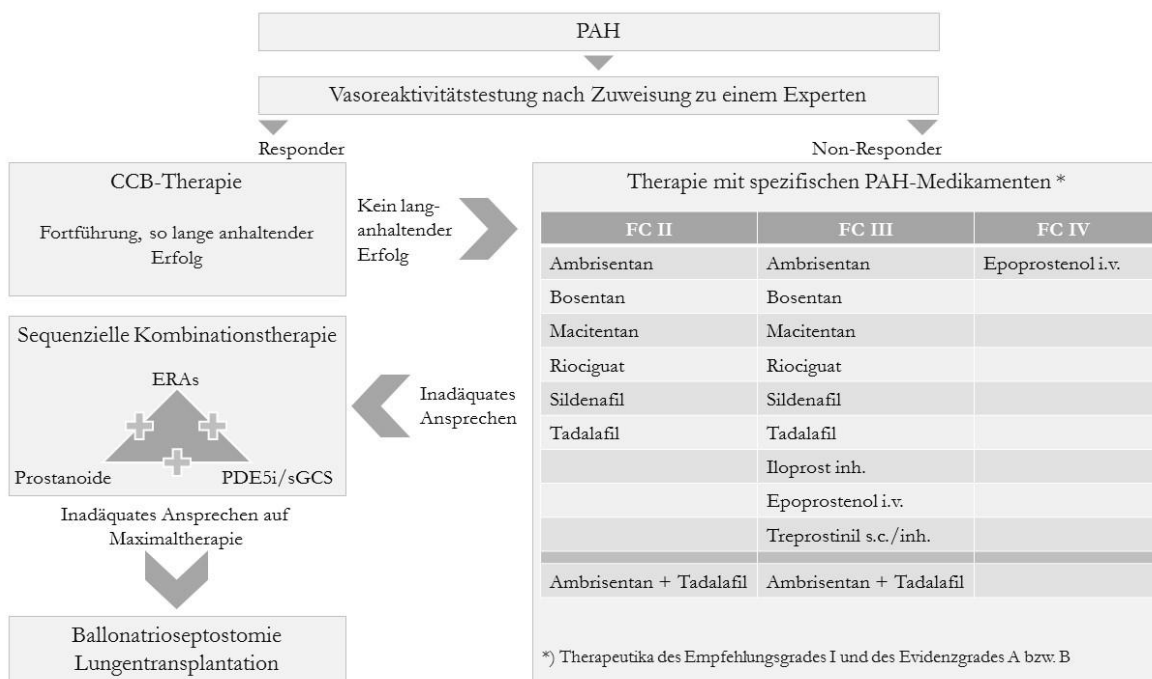 PAH
Vasoreaktivitätstestung nach Zuweisung zu einem Experten
Responder
Non-Responder
CCB-Therapie
Fortführung, so lange anhaltender
Erfolg
Kein lang-
anhaltender
Erfolg
Therapie mit spezifischen PAH-Medikamenten *
FC II FC III FC IV
Ambrisentan Ambrisentan Epoprostenol i.v.
Bosentan Bosentan
Macitentan Macitentan
Riociguat Riociguat
Sildenafil Sildenafil
Tadalafil Tadalafil
Iloprost inh.
Epoprostenol i.v.
Treprostinil s.c./inh.
Ambrisentan + Tadalafil Ambrisentan + Tadalafil
*) Therapeutika des Empfehlungsgrades I und des Evidenzgrades A bzw. B
Inadäquates
Ansprechen
Sequenzielle Kombinationstherapie
ERAs
Prostanoide PDE5i/sGCS
Inadäquates Ansprechen auf
Maximaltherapie
Ballonatrioseptostomie
Lungentransplantation